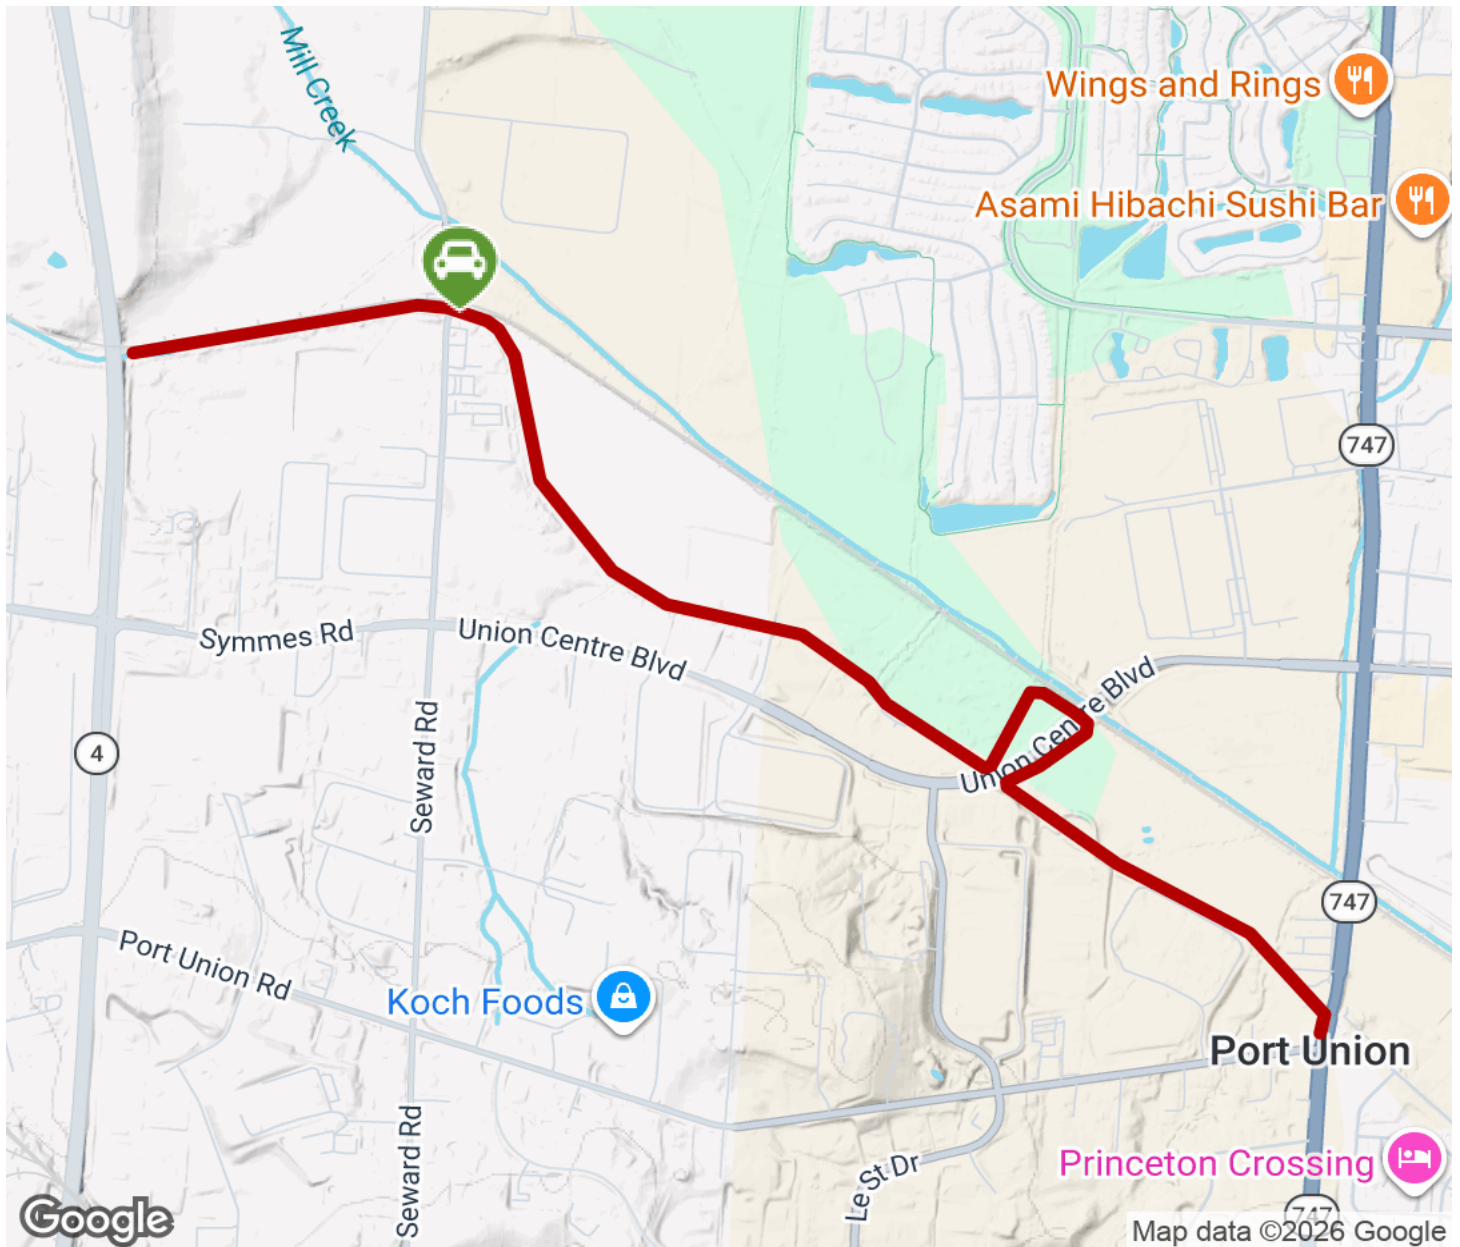 Mill Creek
Wings and Rings
Asami Hibachi Sushi Bar
747
Symmes Rd
Union Centre Blvd
Union Centre Blvd
Seward Rd
4
747
Port Union Rd
Koch Foods
Port Union
Seward Rd
Le St Dr
Princeton Crossing
747
Google
Map data ©2026 Google